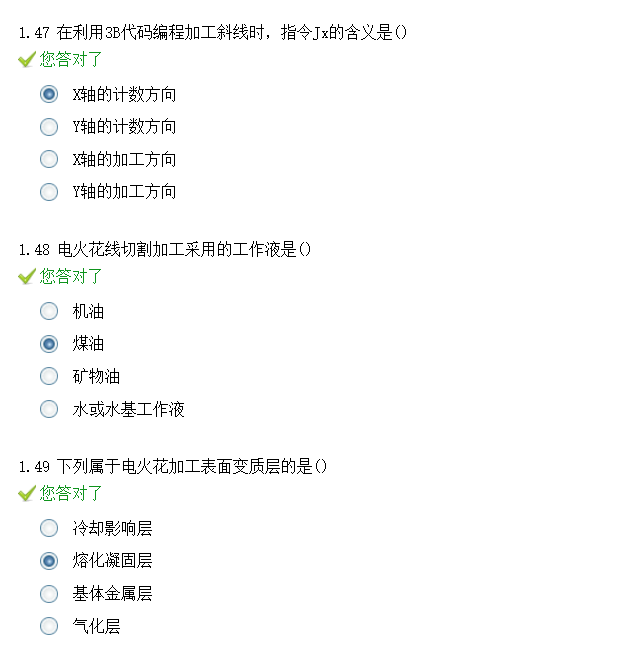 1.47 在利用3B代码编程加工斜线时，指令Jx的含义是()
您答对了
X轴的计数方向
Y轴的计数方向
X轴的加工方向
Y轴的加工方向
1.48 电火花线切割加工采用的工作液是()
您答对了
机油
煤油
矿物油
水或水基工作液
1.49 下列属于电火花加工表面变质层的是()
您答对了
冷却影响层
熔化凝固层
基体金属层
气化层